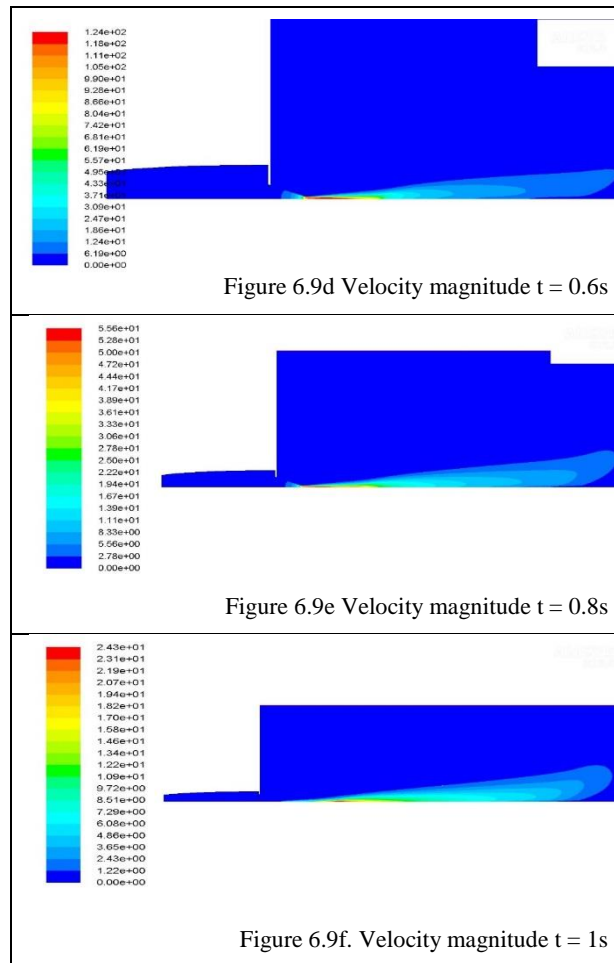 1.24e+02
1.18e+02
1.11e+02
1.05e+02
9.90e+01
9.28e+01
8.66e+01
8.04e+01
7.42e+01
6.81e+01
6.19e+01
5.57e+01
4.95e+01
4.33e+01
3.71e+01
3.09e+01
2.47e+01
1.86e+01
1.24e+01
6.19e+00
0.00e+00
Figure 6.9d Velocity magnitude t = 0.6s
5.56e+01
5.28e+01
5.00e+01
4.72e+01
4.44e+01
4.17e+01
3.89e+01
3.61e+01
3.33e+01
3.06e+01
2.78e+01
2.50e+01
2.22e+01
1.94e+01
1.67e+01
1.39e+01
1.11e+01
8.33e+00
5.56e+00
2.78e+00
0.00e+00
Figure 6.9e Velocity magnitude t = 0.8s
2.43e+01
2.31e+01
2.19e+01
2.07e+01
1.94e+01
1.82e+01
1.70e+01
1.58e+01
1.46e+01
1.34e+01
1.22e+01
1.09e+01
9.72e+00
8.51e+00
7.29e+00
6.08e+00
4.86e+00
3.65e+00
2.43e+00
1.22e+00
0.00e+00
Figure 6.9f. Velocity magnitude t = 1s